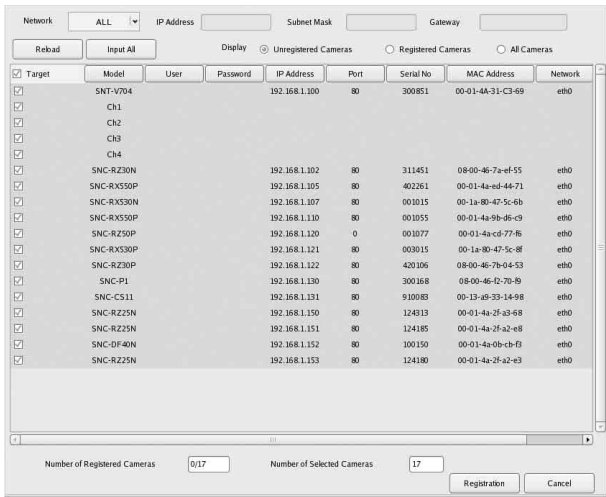 Network ALL IP Address Subnet Mask Gateway
Reload Input All Display Unregistered Cameras Registered Cameras All Cameras
Target Model User Password IP Address Port Serial No MAC Address Network
SNT-V704 192.168.1.100 80 300851 00-01-4A-31-C3-69 eth0
Ch1
Ch2
Ch3
Ch4
SNC-RZ30N 192.168.1.102 80 311451 08-00-46-7a-ef-55 eth0
SNC-RX550P 192.168.1.105 80 402261 00-01-4a-ed-44-71 eth0
SNC-RX530N 192.168.1.107 80 001015 00-1a-80-47-5c-6b eth0
SNC-RX550P 192.168.1.110 80 001055 00-01-4a-9b-d6-c9 eth0
SNC-RZ50P 192.168.1.120 0 001077 00-01-4a-cd-77-f6 eth0
SNC-RX530P 192.168.1.121 80 003015 00-1a-80-47-5c-8f eth0
SNC-RZ30P 192.168.1.122 80 420106 08-00-46-7b-04-53 eth0
SNC-P1 192.168.1.130 80 300168 08-00-46-f2-70-f9 eth0
SNC-CS11 192.168.1.131 80 910083 00-13-a9-33-14-98 eth0
SNC-RZ25N 192.168.1.150 80 124313 00-01-4a-2f-a3-68 eth0
SNC-RZ25N 192.168.1.151 80 124185 00-01-4a-2f-a2-e8 eth0
SNC-DF40N 192.168.1.152 80 100150 00-01-4a-0b-cb-f3 eth0
SNC-RZ25N 192.168.1.153 80 124180 00-01-4a-2f-a2-e3 eth0
Number of Registered Cameras 0/17 Number of Selected Cameras 17
Registration Cancel